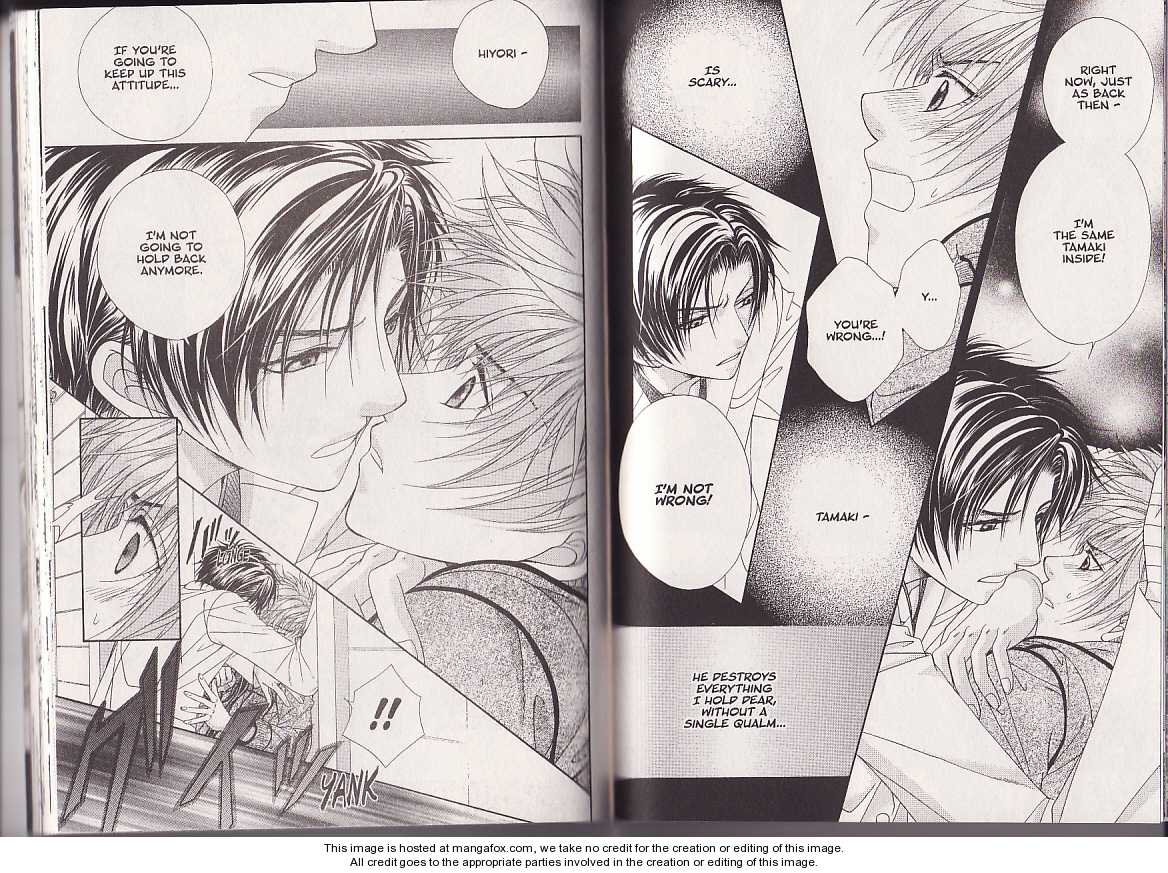 RIGHT
NOW, JUST
AS BACK
THEN –
I'M
THE SAME
TAMAKI
INSIDE!
Y...
YOU'RE
WRONG...!
IS
SCARY...
I'M NOT
WRONG!
TAMAKI –
HE DESTROYS
EVERYTHING
I HOLD DEAR,
WITHOUT A
SINGLE QUALM...
HIYORI –
IF YOU'RE
GOING TO
KEEP UP THIS
ATTITUDE...
I'M NOT
GOING TO
HOLD BACK
ANYMORE.
LUNGE
!!
YANK
This image is hosted at mangafox.com, we take no credit for the creation or editing of this image.
All credit goes to the appropriate parties involved in the creation or editing of this image.